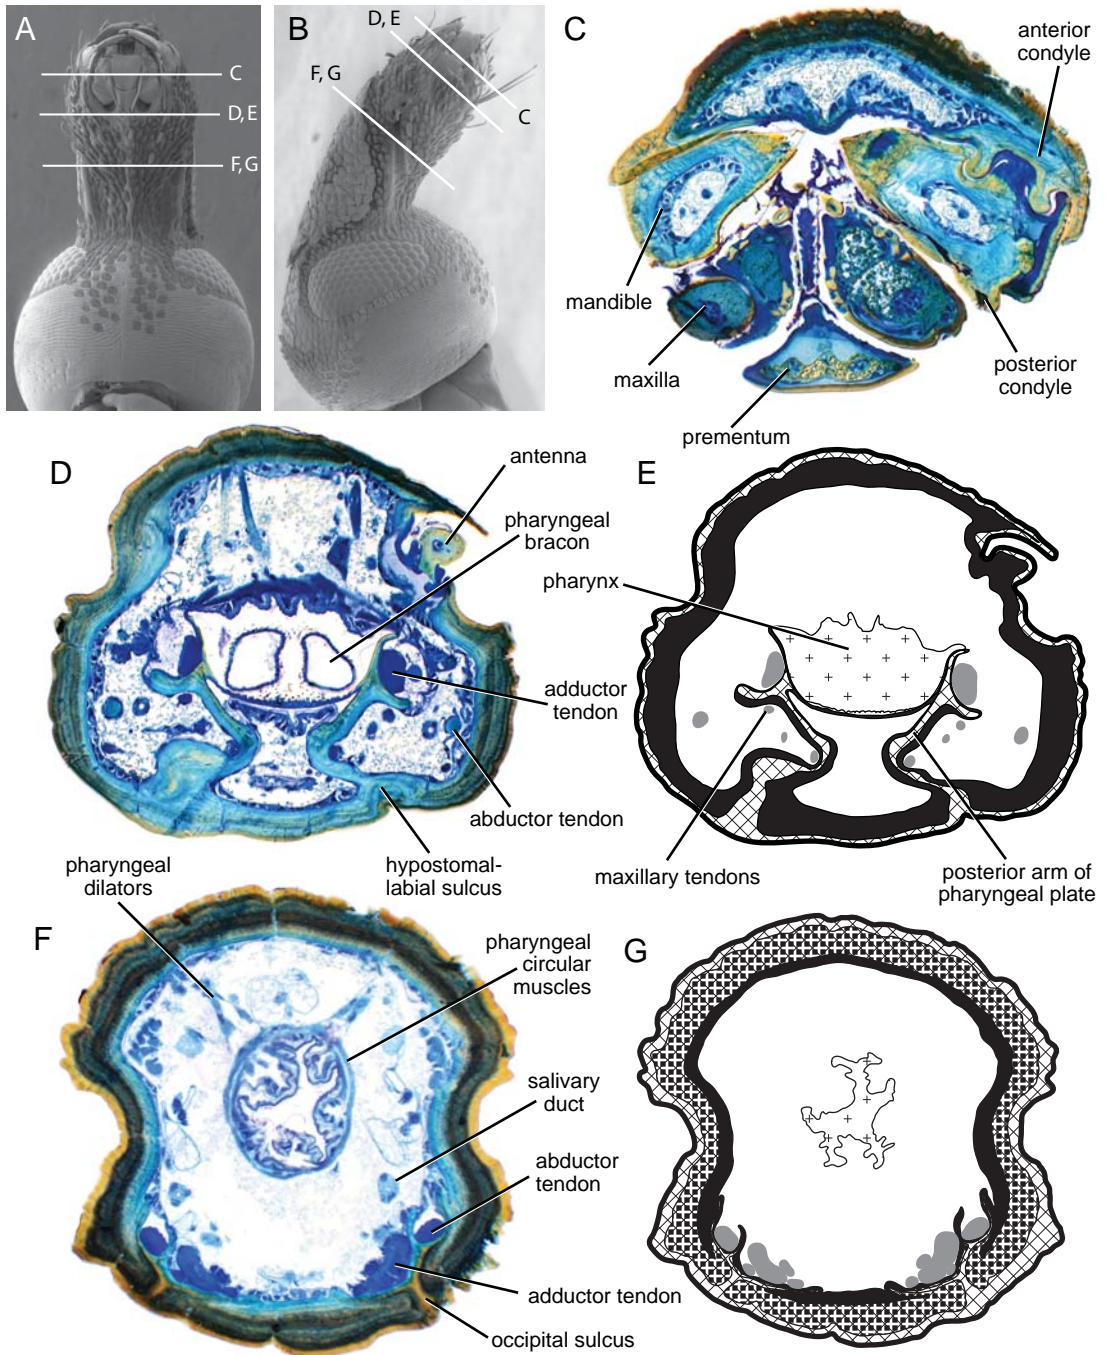 A
C
D, E
F, G
B
D, E
F, G
C
C
anterior
condyle
mandible
maxilla
prementum
posterior
condyle
D
antenna
pharyngeal
bracon
pharynx
adductor
tendon
abductor tendon
hypostomal-
labial sulcus
E
maxillary tendons
posterior arm of
pharyngeal plate
pharyngeal
dilators
F
pharyngeal
circular
muscles
salivary
duct
abductor
tendon
adductor tendon
occipital sulcus
G